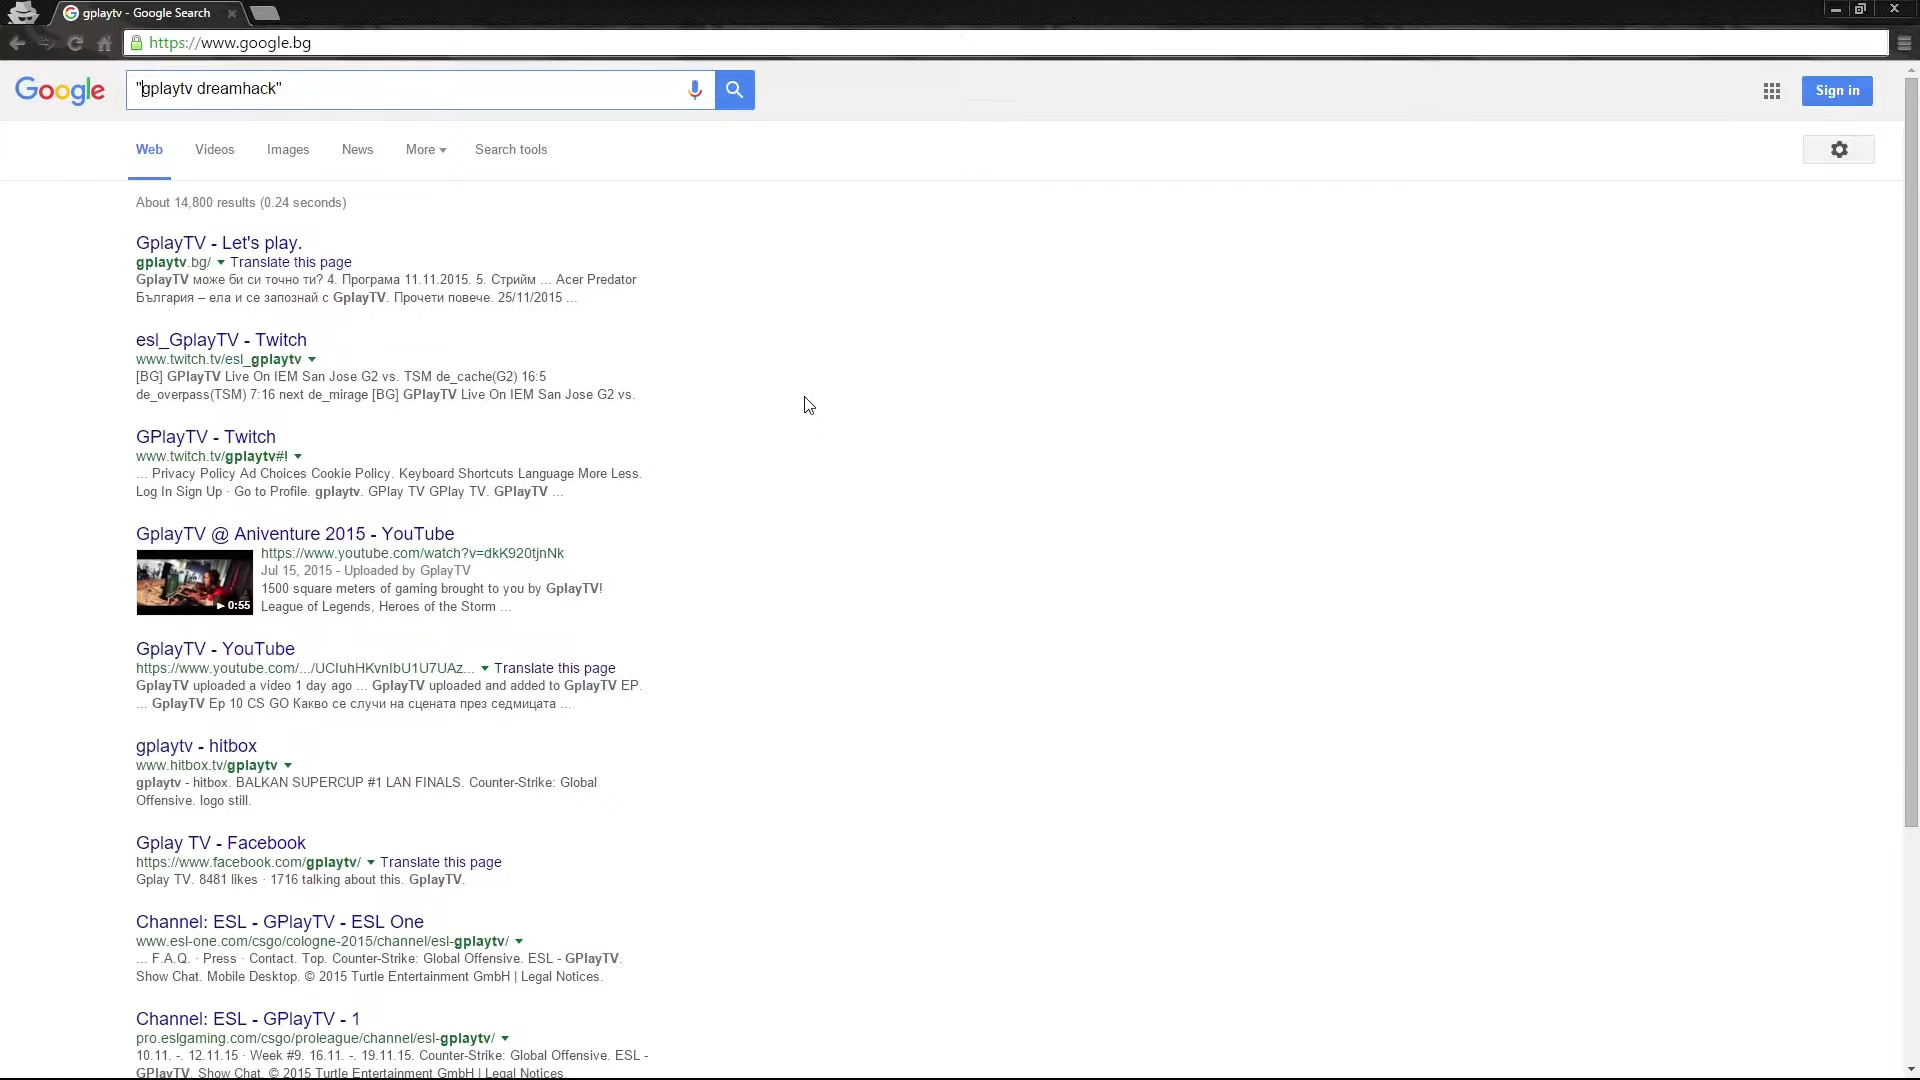 gplaytv - Google Search
https://www.google.bg
Google
"gplaytv dreamhack"
Sign in
Web Videos Images News More Search tools
About 14,800 results (0.24 seconds)
GplayTV - Let's play.
gplaytv.bg/ Translate this page
GplayTV може би си точно ти? 4. Програма 11.11.2015. 5. Стрийм ... Acer Predator
България – ела и се запознай с GplayTV. Прочети повече. 25/11/2015 ...
esl_GplayTV - Twitch
www.twitch.tv/esl_gplaytv
[BG] GPlayTV Live On IEM San Jose G2 vs. TSM de_cache(G2) 16:5
de_overpass(TSM) 7:16 next de_mirage [BG] GPlayTV Live On IEM San Jose G2 vs.
GPlayTV - Twitch
www.twitch.tv/gplaytv#!
... Privacy Policy Ad Choices Cookie Policy. Keyboard Shortcuts Language More Less.
Log In Sign Up · Go to Profile. gplaytv. GPlay TV GPlay TV. GPlayTV ...
GplayTV @ Aniventure 2015 - YouTube
https://www.youtube.com/watch?v=dkK920tjnNk
Jul 15, 2015 - Uploaded by GplayTV
1500 square meters of gaming brought to you by GplayTV!
0:55
League of Legends, Heroes of the Storm ...
GplayTV - YouTube
https://www.youtube.com/.../UCIuhHKvnIbU1U7UAz... Translate this page
GplayTV uploaded a video 1 day ago ... GplayTV uploaded and added to GplayTV EP.
... GplayTV Ep 10 CS GO Какво се случи на сцената през седмицата ...
gplaytv - hitbox
www.hitbox.tv/gplaytv
gplaytv - hitbox. BALKAN SUPERCUP #1 LAN FINALS. Counter-Strike: Global
Offensive. logo still.
Gplay TV - Facebook
https://www.facebook.com/gplaytv/ Translate this page
Gplay TV. 8481 likes · 1716 talking about this. GplayTV.
Channel: ESL - GPlayTV - ESL One
www.esl-one.com/csgo/cologne-2015/channel/esl-gplaytv/
... F.A.Q. · Press · Contact. Top. Counter-Strike: Global Offensive. ESL - GPlayTV.
Show Chat. Mobile Desktop. © 2015 Turtle Entertainment GmbH | Legal Notices.
Channel: ESL - GPlayTV - 1
pro.eslgaming.com/csgo/proleague/channel/esl-gplaytv/
10.11. -. 12.11.15 · Week #9. 16.11. -. 19.11.15. Counter-Strike: Global Offensive. ESL -
GPlayTV. Show Chat. © 2015 Turtle Entertainment GmbH | Legal Notices.